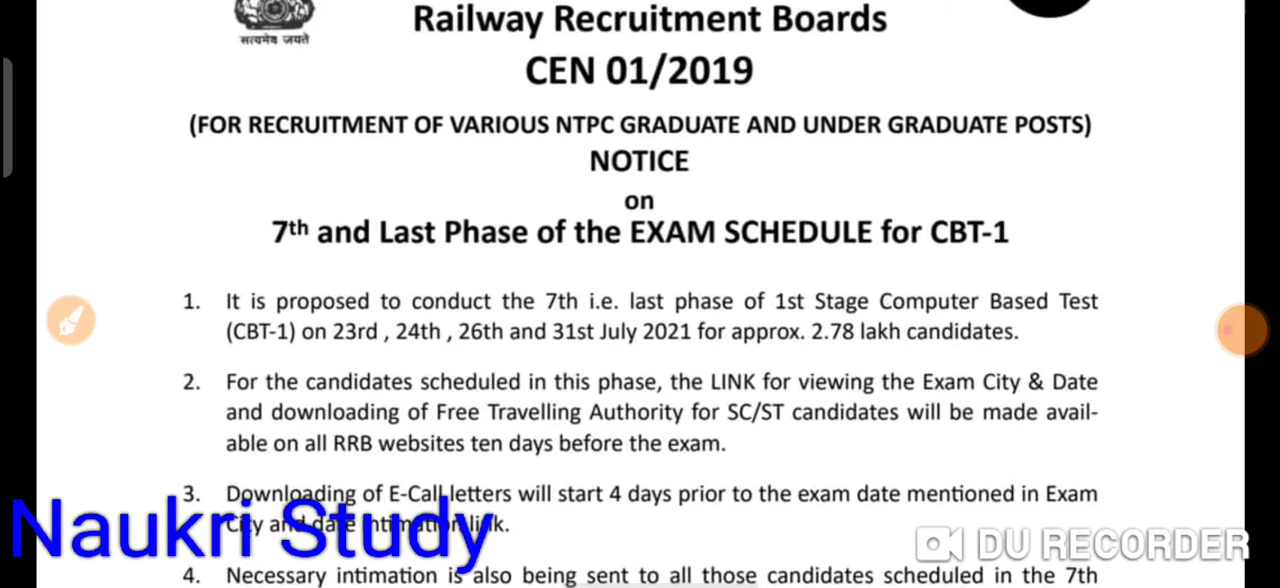 सत्यमेव जयते
Railway Recruitment Boards
CEN 01/2019
(FOR RECRUITMENT OF VARIOUS NTPC GRADUATE AND UNDER GRADUATE POSTS)
NOTICE
on
7th and Last Phase of the EXAM SCHEDULE for CBT-1
1. It is proposed to conduct the 7th i.e. last phase of 1st Stage Computer Based Test
(CBT-1) on 23rd , 24th , 26th and 31st July 2021 for approx. 2.78 lakh candidates.
2. For the candidates scheduled in this phase, the LINK for viewing the Exam City & Date
and downloading of Free Travelling Authority for SC/ST candidates will be made avail-
able on all RRB websites ten days before the exam.
3. Downloading of E-Call letters will start 4 days prior to the exam date mentioned in Exam
City and date intimation link.
4. Necessary intimation is also being sent to all those candidates scheduled in the 7th
Naukri Study
DU RECORDER